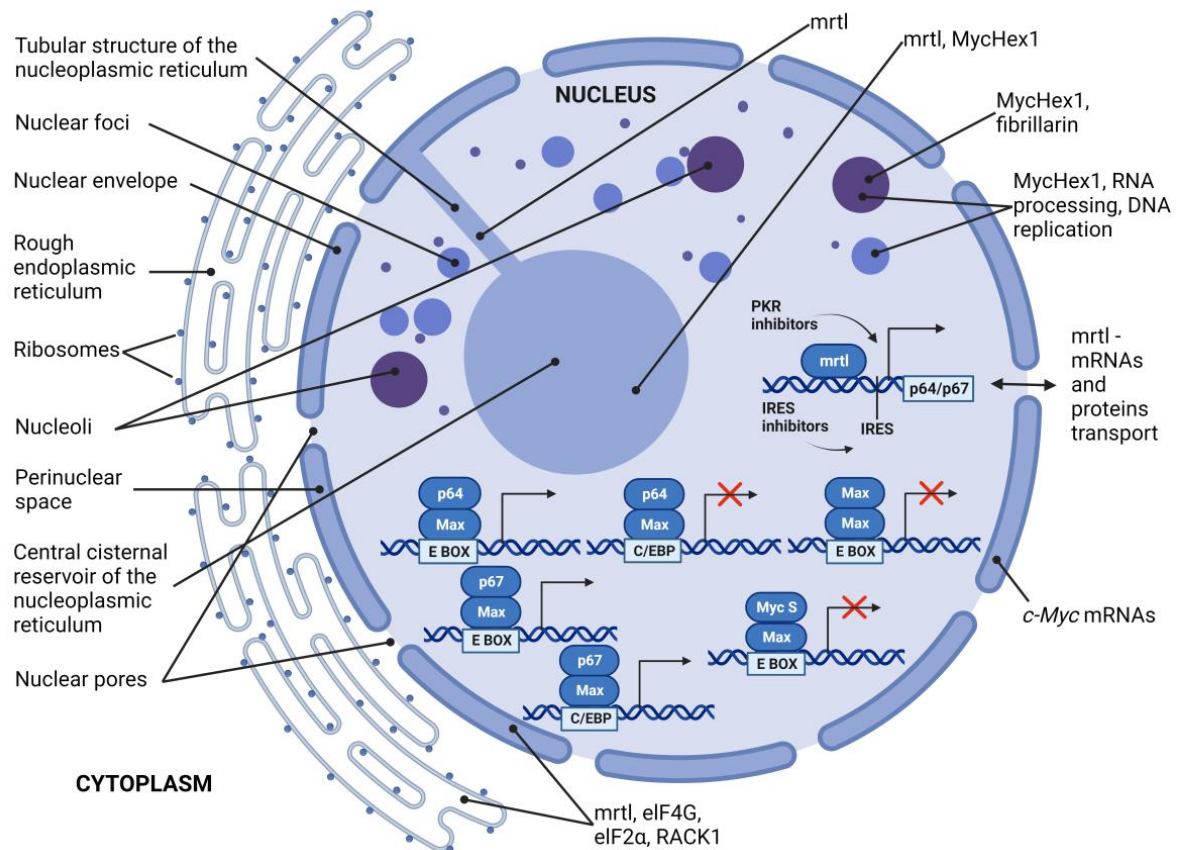 Tubular structure of the
nucleoplasmic reticulum
Nuclear foci
Nuclear envelope
Rough
endoplasmic
reticulum
Ribosomes
Nucleoli
Perinuclear
space
Central cisternal
reservoir of the
nucleoplasmic
reticulum
Nuclear pores
CYTOPLASM
NUCLEUS
mrtl
mrtl, MycHex1
MycHex1,
fibrillarin
MycHex1, RNA
processing, DNA
replication
PKR
inhibitors
mrtl
p64/p67
IRES
inhibitors
IRES
mrtl -
mRNAs
and
proteins
transport
p64
Max
E BOX
p64
Max
C/EBP
Max
Max
E BOX
p67
Max
E BOX
Myc S
Max
E BOX
p67
Max
C/EBP
c-Myc mRNAs
mrtl, eIF4G,
eIF2α, RACK1